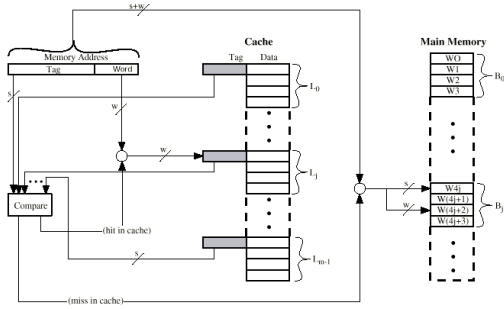 s+w
Cache
Main Memory
Memory Address
Tag
Data
Tag
Word
WO
W1
W2
W3
B0
L0
s
w
w
Lj
s
W4j
W(4j+1)
w
W(4j+2)
W(4j+3)
Bj
Compare
(hit in cache)
s
Lm-1
(miss in cache)